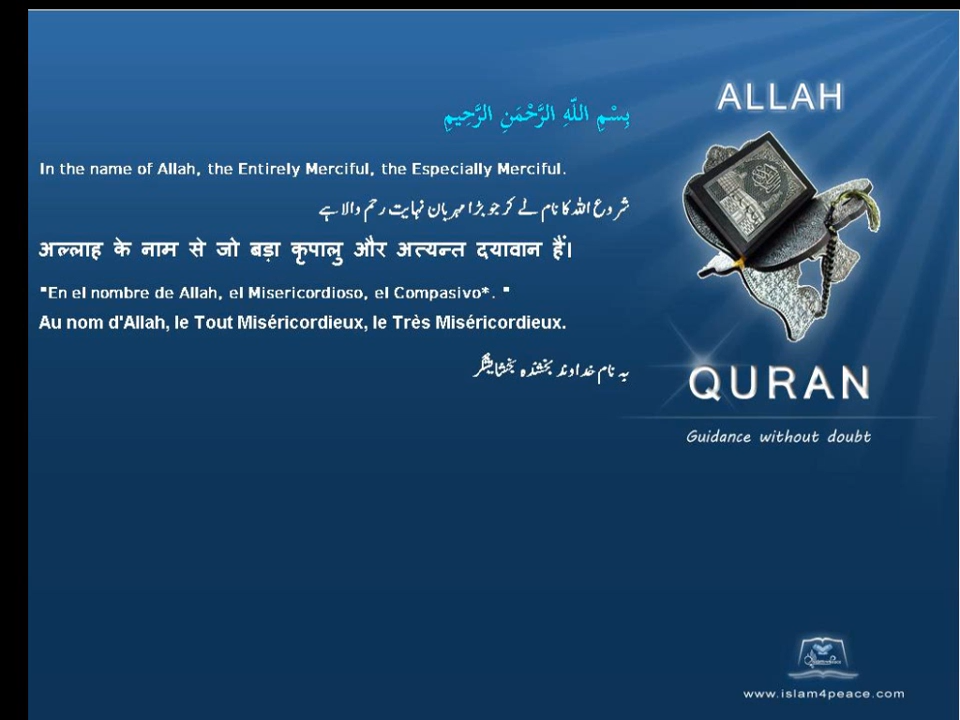 بِسْمِ اللَّهِ الرَّحْمَنِ الرَّحِيمِ
In the name of Allah, the Entirely Merciful, the Especially Merciful.
شروع الله کا نام لے کر جو بڑا مہربان نہایت رحم والا ہے
अल्लाह के नाम से जो बड़ा कृपालु और अत्यन्त दयावान हैं।
"En el nombre de Allah, el Misericordioso, el Compasivo*. "
Au nom d'Allah, le Tout Miséricordieux, le Très Miséricordieux.
به نام خداوند بخشنده بخشایشگر
ALLAH
QURAN
Guidance without doubt
www.islam4peace.com